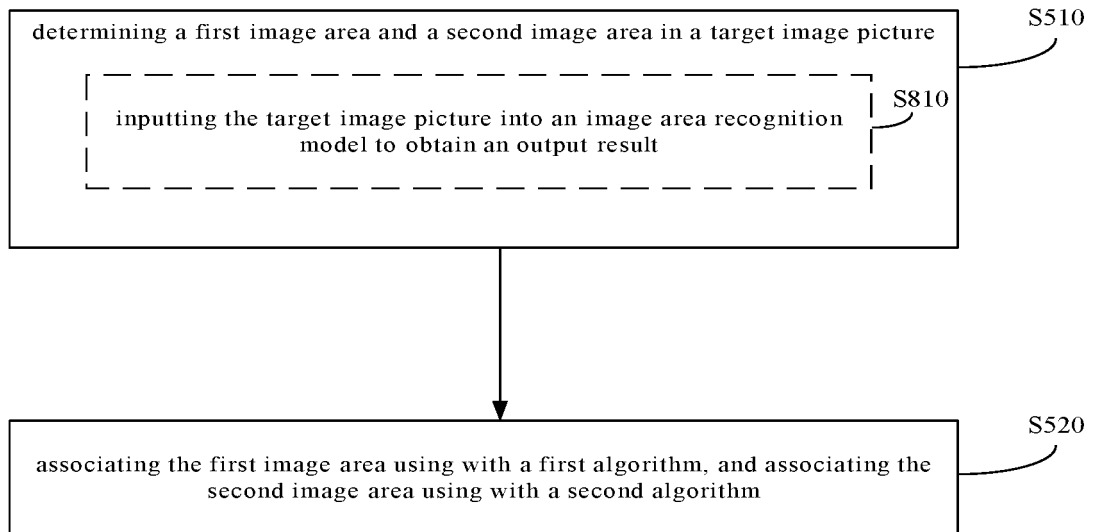 S510
determining a first image area and a second image area in a target image picture
S810
inputting the target image picture into an image area recognition
model to obtain an output result
S520
associating the first image area using with a first algorithm, and associating the
second image area using with a second algorithm